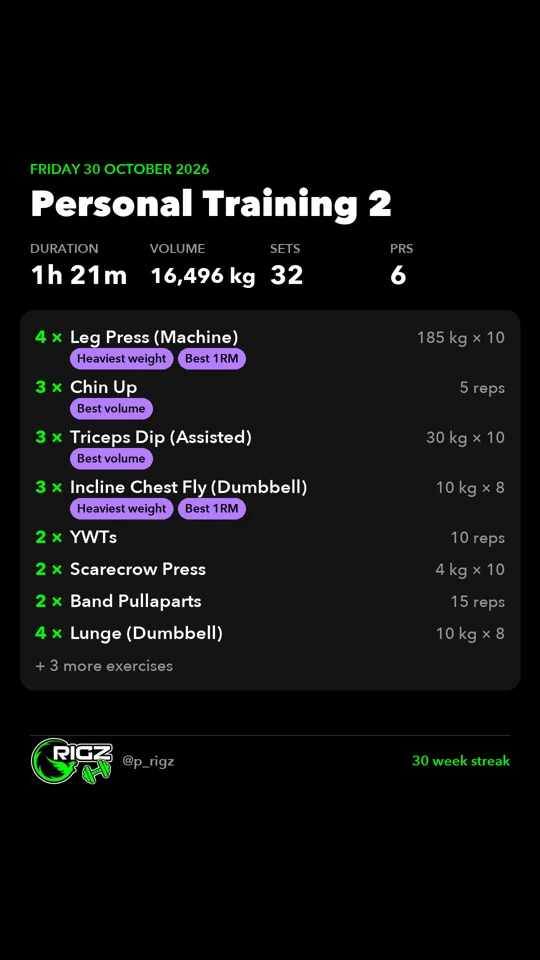 FRIDAY 30 OCTOBER 2026
Personal Training 2
DURATION VOLUME SETS PRS
1h 21m 16,496 kg 32 6
4 × Leg Press (Machine) 185 kg × 10
Heaviest weight Best 1RM
3 × Chin Up 5 reps
Best volume
3 × Triceps Dip (Assisted) 30 kg × 10
Best volume
3 × Incline Chest Fly (Dumbbell) 10 kg × 8
Heaviest weight Best 1RM
2 × YWTs 10 reps
2 × Scarecrow Press 4 kg × 10
2 × Band Pullaparts 15 reps
4 × Lunge (Dumbbell) 10 kg × 8
+ 3 more exercises
RIGZ @p_rigz 30 week streak